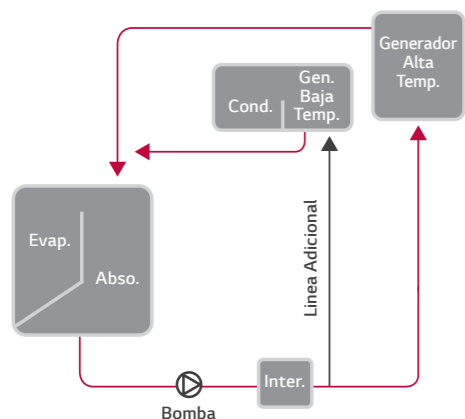 Generador
Alta
Temp.
Gen.
Baja
Temp.
Cond.
Evap.
Abso.
Linea Adicional
Inter.
Bomba